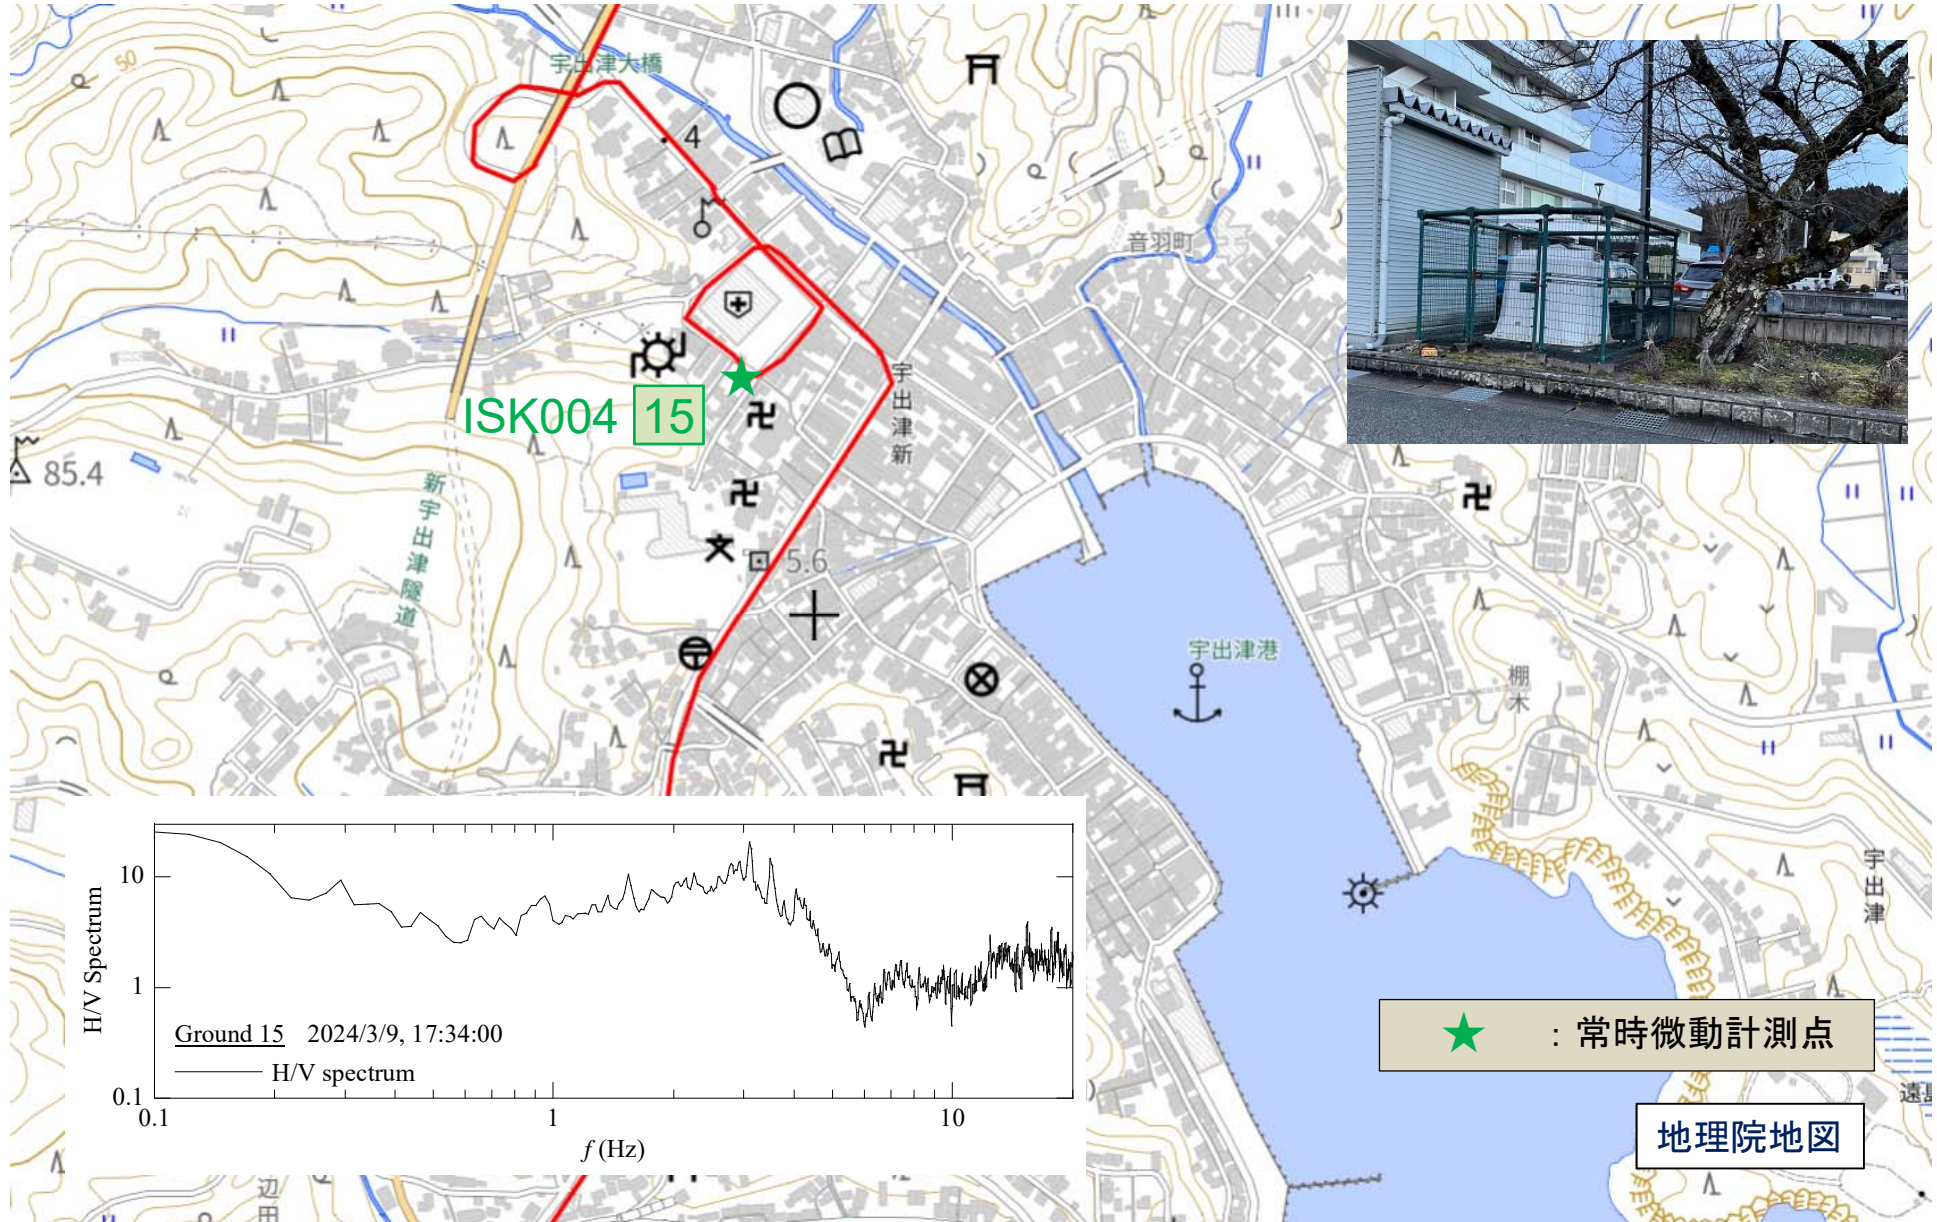 50
宇出津大橋
4
音羽町
ISK004 15
宇出津新
85.4
新宇出津隧道
5.6
宇出津港
棚木
宇出津
10
1
0.1
H/V Spectrum
Ground 15 2024/3/9, 17:34:00
H/V spectrum
0.1 1 10
f (Hz)
★ : 常時微動計測点
地理院地図
辺田